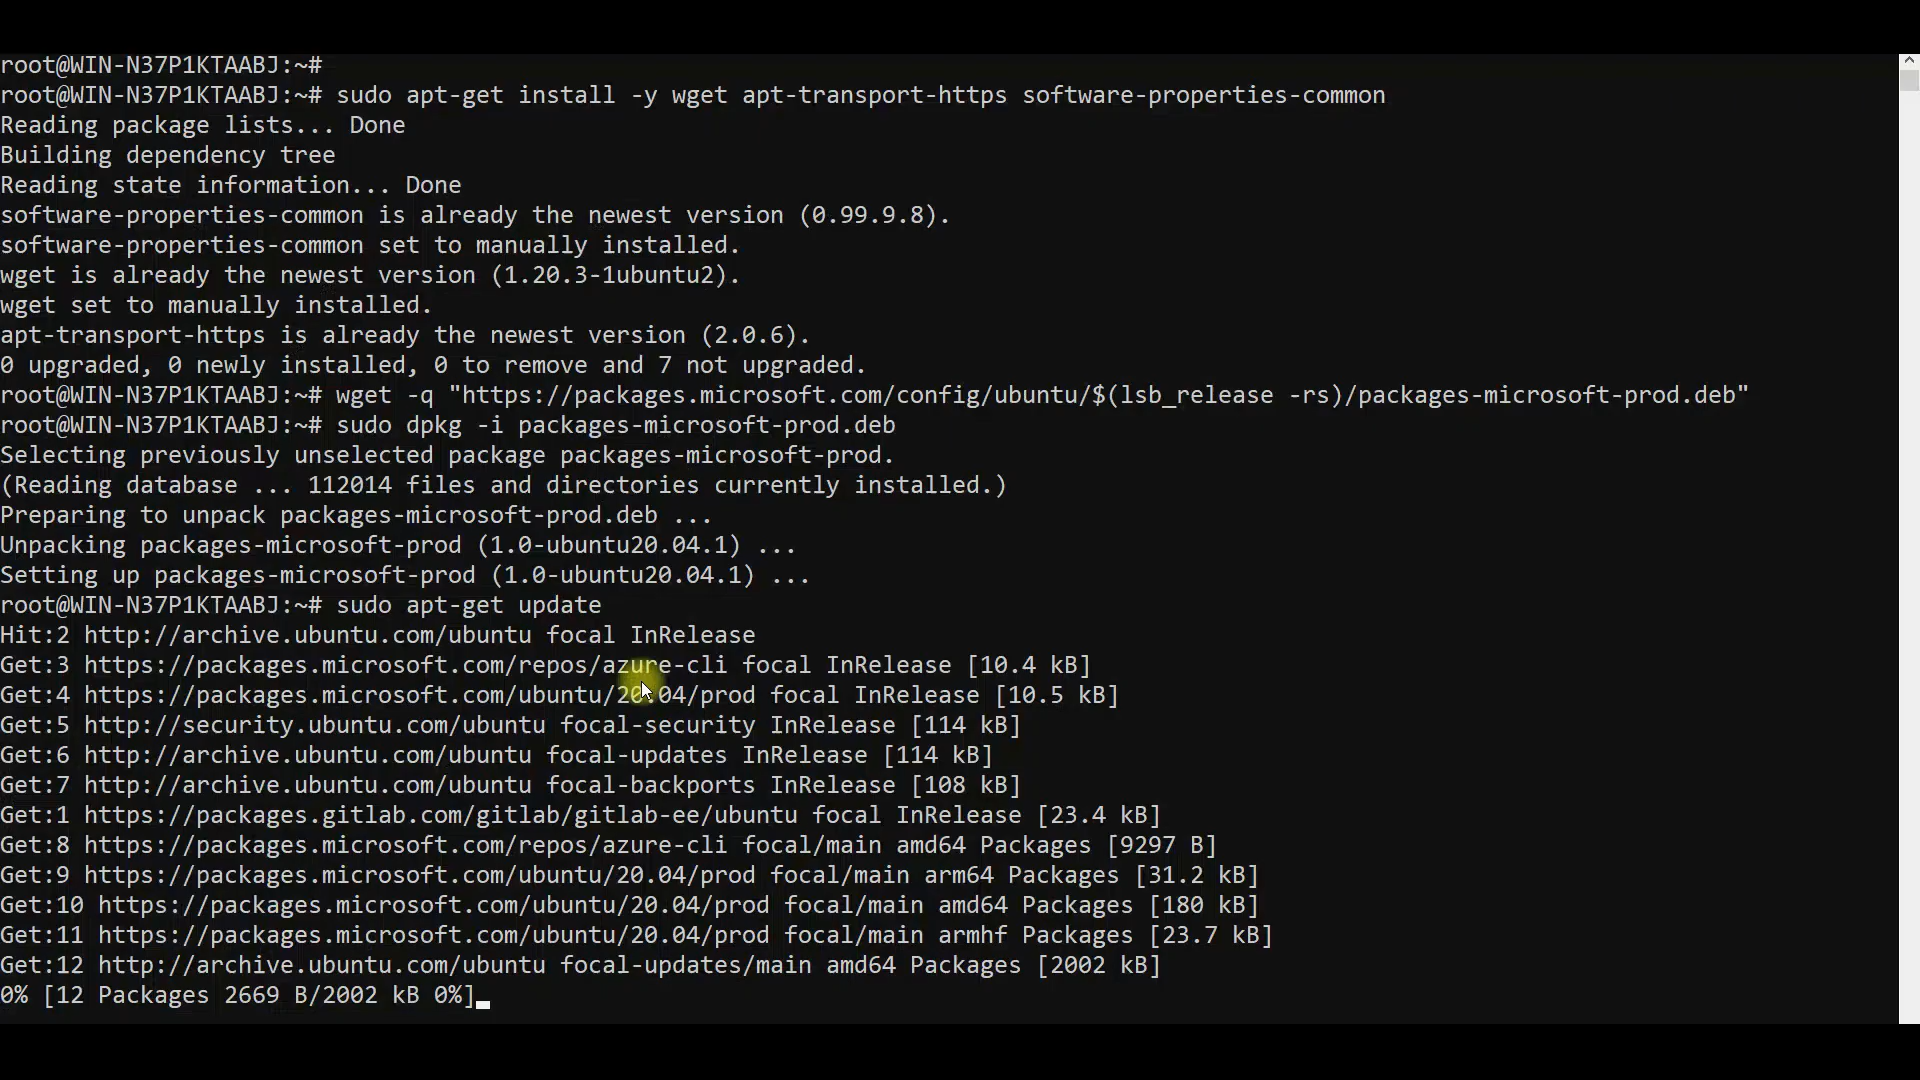 root@WIN-N37P1KTAABJ:~#
root@WIN-N37P1KTAABJ:~# sudo apt-get install -y wget apt-transport-https software-properties-common
Reading package lists... Done
Building dependency tree
Reading state information... Done
software-properties-common is already the newest version (0.99.9.8).
software-properties-common set to manually installed.
wget is already the newest version (1.20.3-1ubuntu2).
wget set to manually installed.
apt-transport-https is already the newest version (2.0.6).
0 upgraded, 0 newly installed, 0 to remove and 7 not upgraded.
root@WIN-N37P1KTAABJ:~# wget -q "https://packages.microsoft.com/config/ubuntu/$(lsb_release -rs)/packages-microsoft-prod.deb"
root@WIN-N37P1KTAABJ:~# sudo dpkg -i packages-microsoft-prod.deb
Selecting previously unselected package packages-microsoft-prod.
(Reading database ... 112014 files and directories currently installed.)
Preparing to unpack packages-microsoft-prod.deb ...
Unpacking packages-microsoft-prod (1.0-ubuntu20.04.1) ...
Setting up packages-microsoft-prod (1.0-ubuntu20.04.1) ...
root@WIN-N37P1KTAABJ:~# sudo apt-get update
Hit:2 http://archive.ubuntu.com/ubuntu focal InRelease
Get:3 https://packages.microsoft.com/repos/azure-cli focal InRelease [10.4 kB]
Get:4 https://packages.microsoft.com/ubuntu/20.04/prod focal InRelease [10.5 kB]
Get:5 http://security.ubuntu.com/ubuntu focal-security InRelease [114 kB]
Get:6 http://archive.ubuntu.com/ubuntu focal-updates InRelease [114 kB]
Get:7 http://archive.ubuntu.com/ubuntu focal-backports InRelease [108 kB]
Get:1 https://packages.gitlab.com/gitlab/gitlab-ee/ubuntu focal InRelease [23.4 kB]
Get:8 https://packages.microsoft.com/repos/azure-cli focal/main amd64 Packages [9297 B]
Get:9 https://packages.microsoft.com/ubuntu/20.04/prod focal/main arm64 Packages [31.2 kB]
Get:10 https://packages.microsoft.com/ubuntu/20.04/prod focal/main amd64 Packages [180 kB]
Get:11 https://packages.microsoft.com/ubuntu/20.04/prod focal/main armhf Packages [23.7 kB]
Get:12 http://archive.ubuntu.com/ubuntu focal-updates/main amd64 Packages [2002 kB]
0% [12 Packages 2669 B/2002 kB 0%]